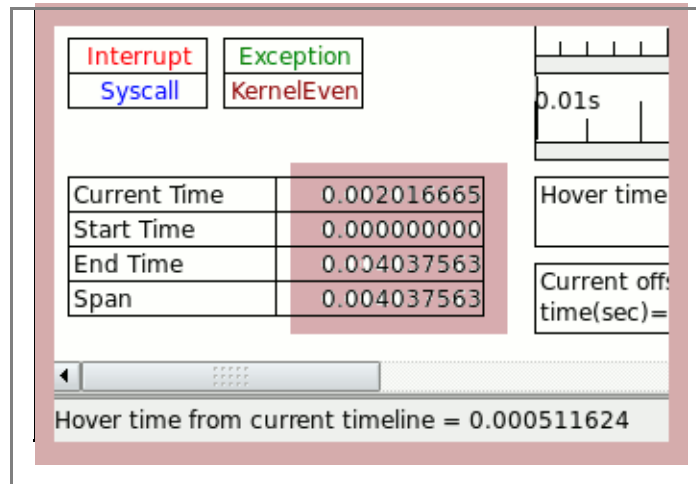 Interrupt Exception
Syscall KernelEven
0.01s
Current Time 0.002016665
Start Time 0.000000000
End Time 0.004037563
Span 0.004037563
Hover time
Current off
time(sec)=
Hover time from current timeline = 0.000511624